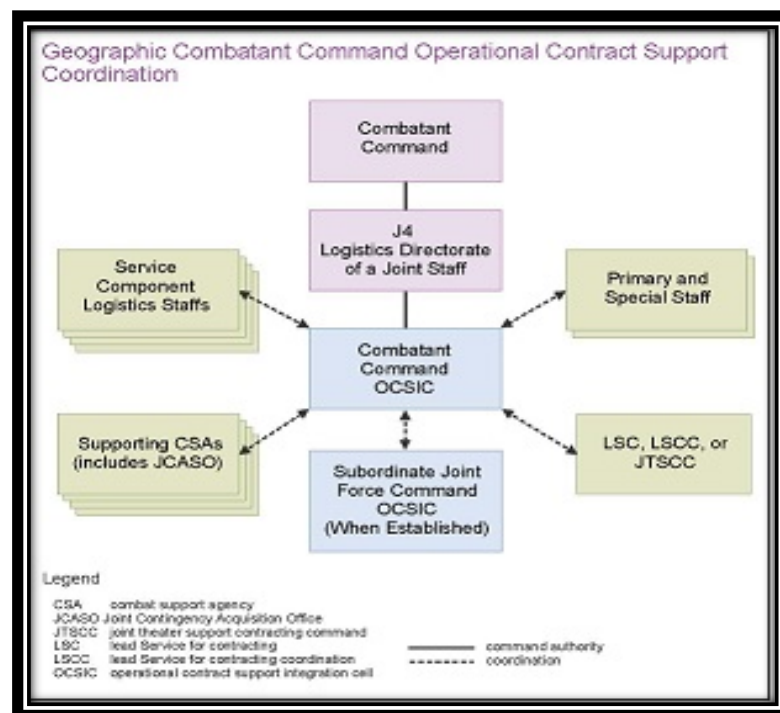 Geographic Combatant Command Operational Contract Support
Coordination
Combatant
Command
J4
Logistics Directorate
of a Joint Staff
Service
Component
Logistics Staffs
Primary and
Special Staff
Combatant
Command
OCSIC
Supporting CSAs
(includes JCASO)
LSC, LSCC, or
JTSCC
Subordinate Joint
Force Command
OCSIC
(When Established)
Legend
CSA combat support agency
JCASO Joint Contingency Acquisition Office
JTSCC joint theater support contracting command
LSC lead Service for contracting
LSCC lead Service for contracting coordination
OCSIC operational contract support integration cell
command authority
coordination